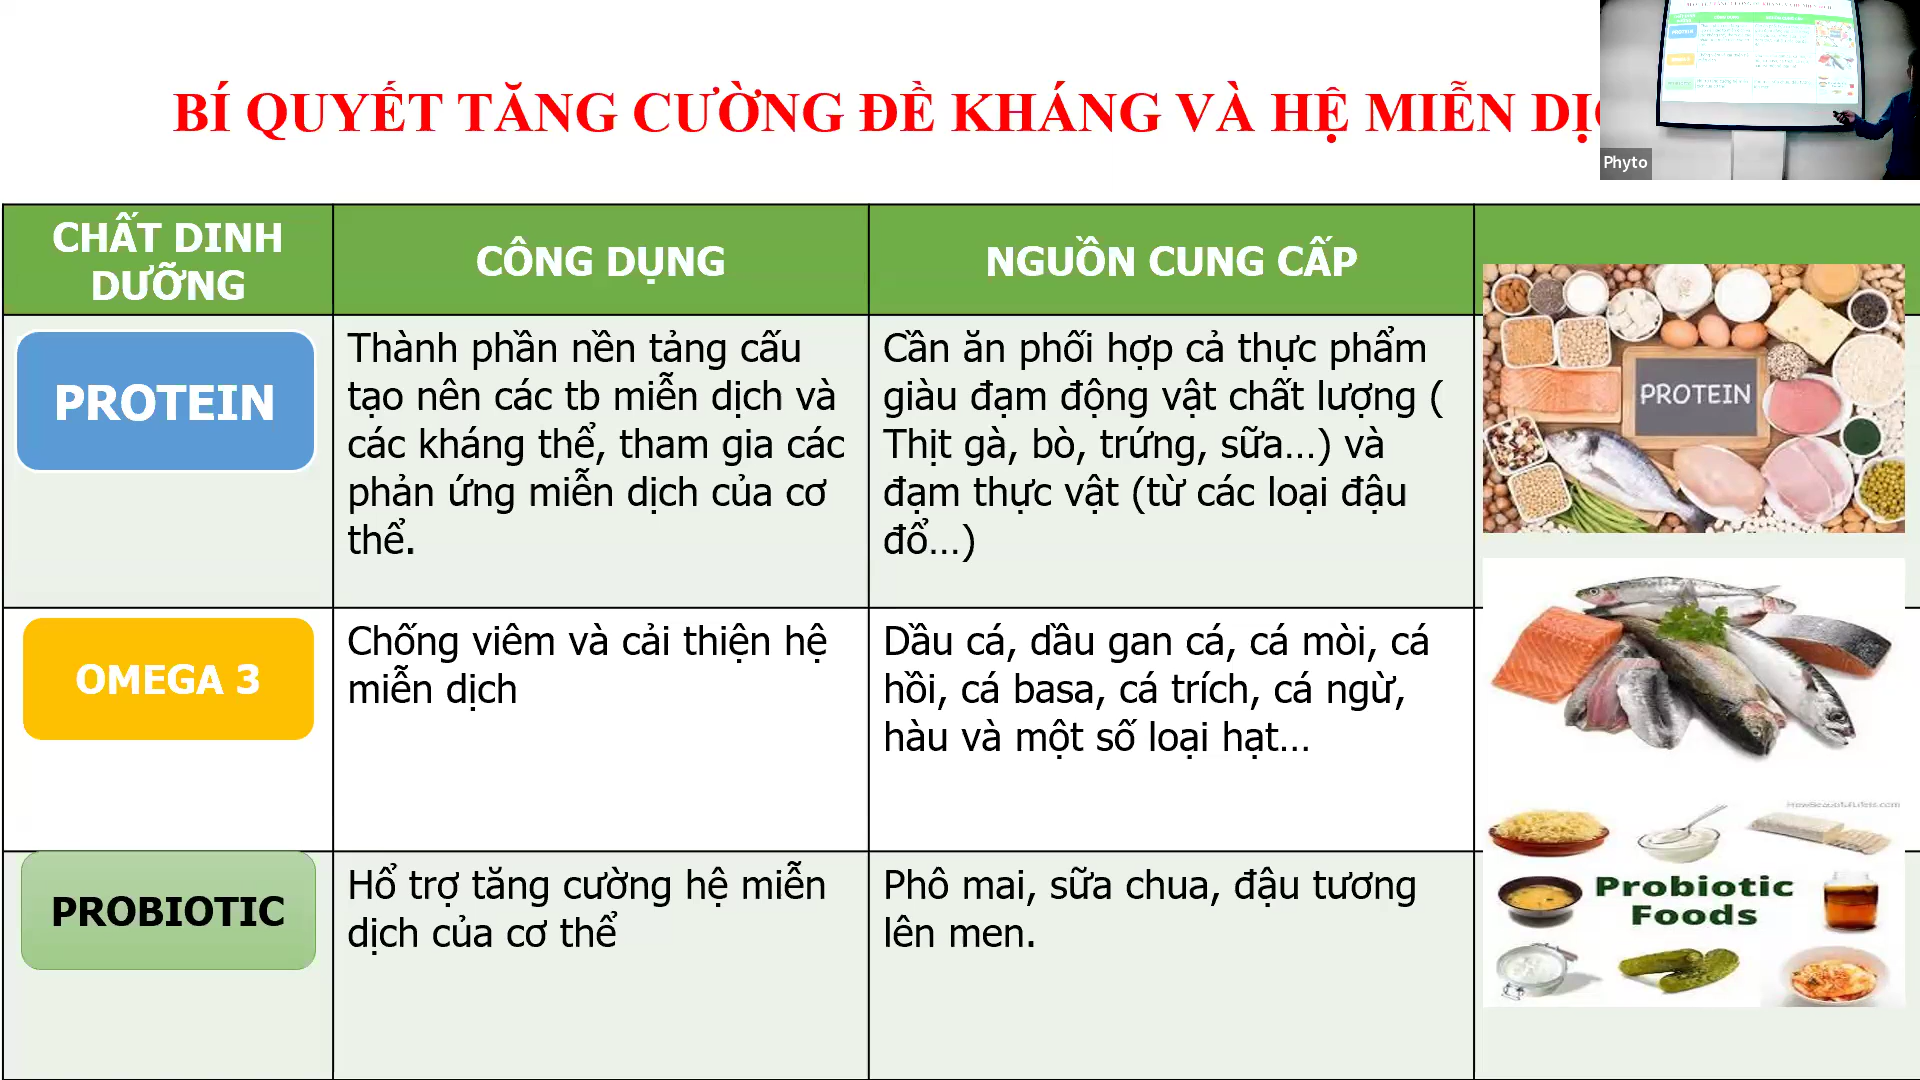 BÍ QUYẾT TĂNG CƯỜNG ĐỀ KHÁNG VÀ HỆ MIỄN
Phyto
CHẤT DINH
DƯỠNG
CÔNG DỤNG
NGUỒN CUNG CẤP
PROTEIN
Thành phần nền tảng cấu
tạo nên các tb miễn dịch và
các kháng thể, tham gia các
phản ứng miễn dịch của cơ
thể.
Cần ăn phối hợp cả thực phẩm
giàu đạm động vật chất lượng (
Thịt gà, bò, trứng, sữa...) và
đạm thực vật (từ các loại đậu
đổ...)
PROTEIN
OMEGA 3
Chống viêm và cải thiện hệ
miễn dịch
Dầu cá, dầu gan cá, cá mòi, cá
hồi, cá basa, cá trích, cá ngừ,
hàu và một số loại hạt...
PROBIOTIC
Hổ trợ tăng cường hệ miễn
dịch của cơ thể
Phô mai, sữa chua, đậu tương
lên men.
Probiotic
Foods